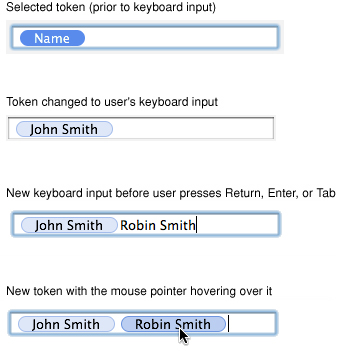 Selected token (prior to keyboard input)
Name
Token changed to user's keyboard input
John Smith
New keyboard input before user presses Return, Enter, or Tab
John Smith Robin Smith
New token with the mouse pointer hovering over it
John Smith Robin Smith